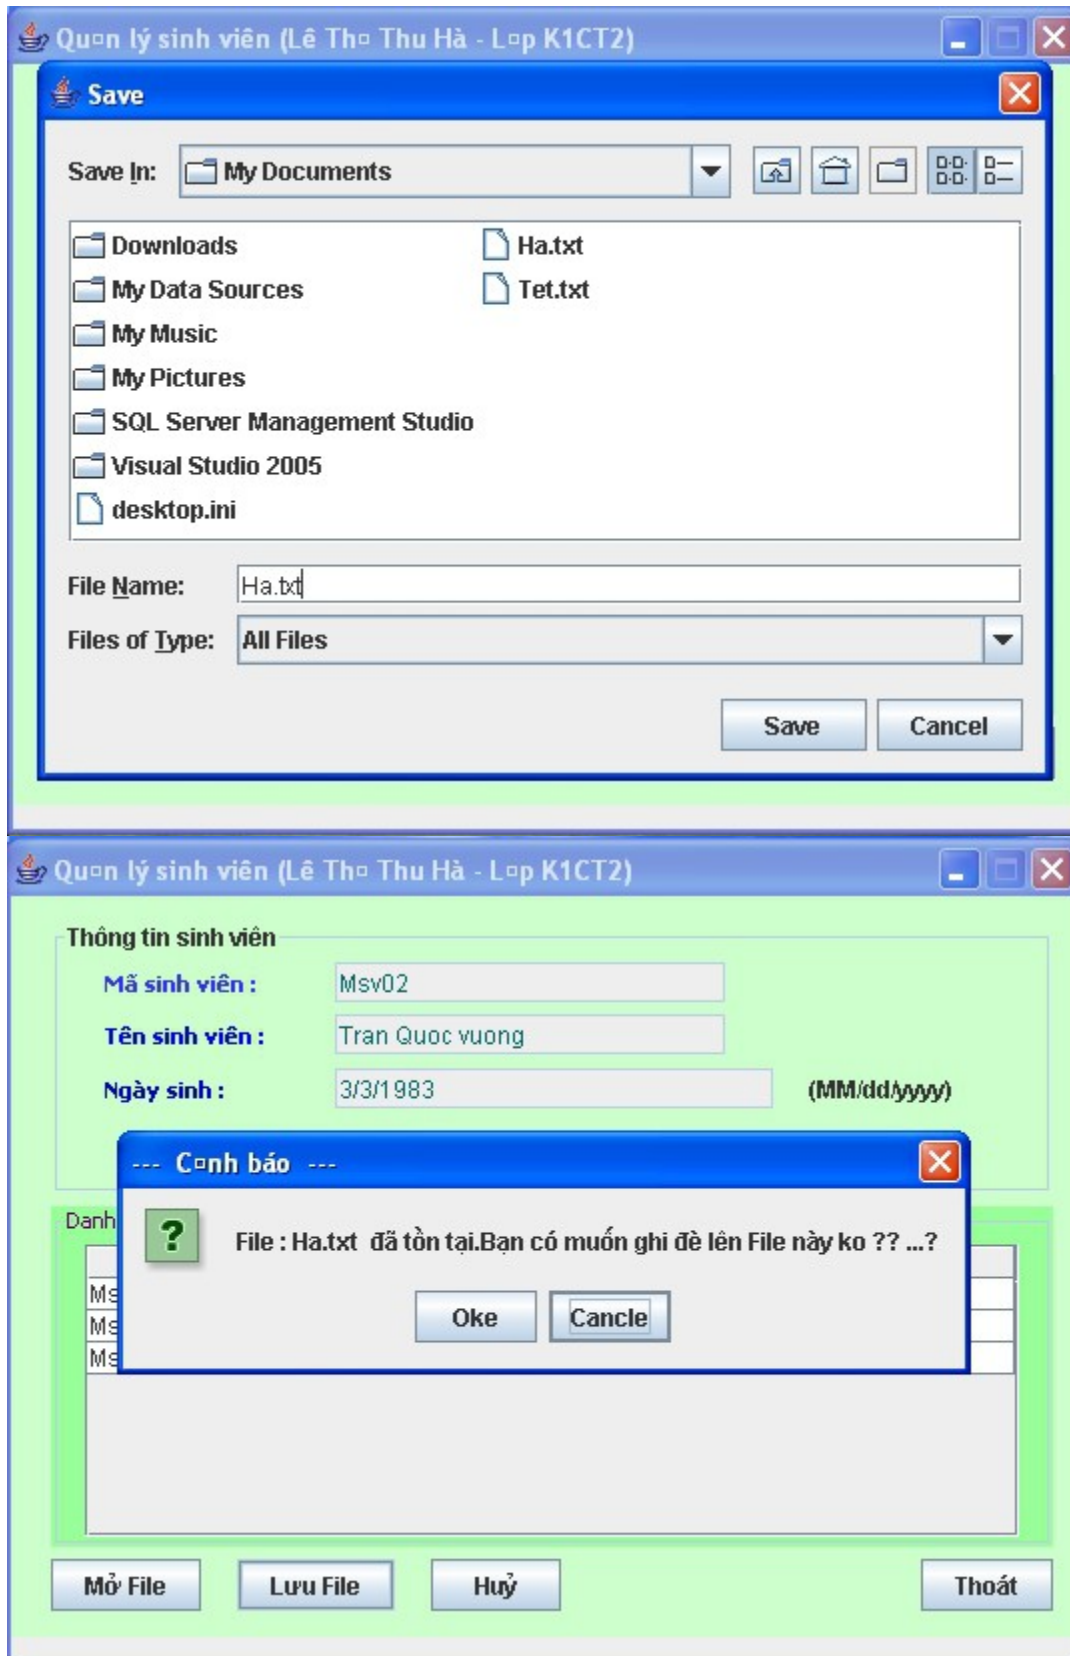 Qu¤n lý sinh viên (Lê Th¤ Thu Hà - L¤p K1CT2)
Save
Save In: My Documents
Downloads
My Data Sources
My Music
My Pictures
SQL Server Management Studio
Visual Studio 2005
desktop.ini
Ha.txt
Tet.txt
File Name: Ha.txt
Files of Type: All Files
Save Cancel
Qu¤n lý sinh viên (Lê Th¤ Thu Hà - L¤p K1CT2)
Thông tin sinh viên
Mã sinh viên : Msv02
Tên sinh viên : Tran Quoc vuong
Ngày sinh : 3/3/1983 (MM/dd/yyyy)
--- C¤nh báo ---
Danh
? File : Ha.txt đã tồn tại.Bạn có muốn ghi đè lên File này ko ?? ...?
Oke Cancle
Ms
Ms
Ms
Mở File Lưu File Huỷ Thoát